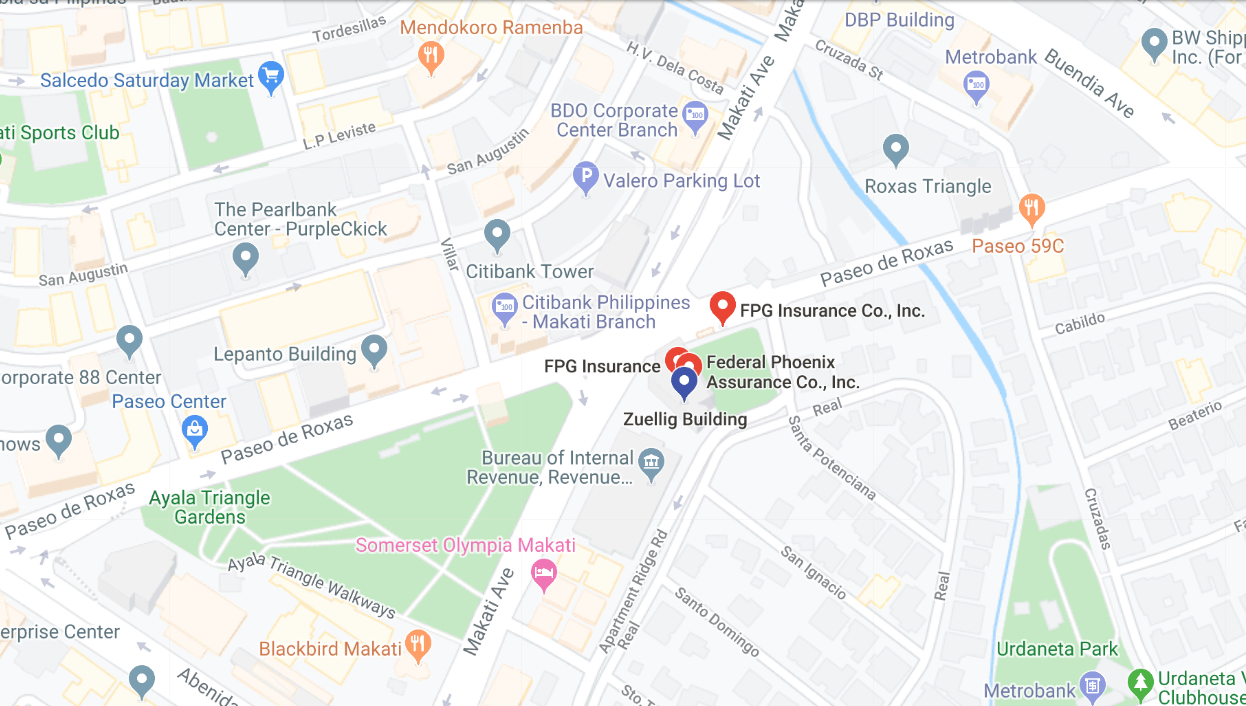 Tordesillas
Mendokoro Ramenba
DBP Building
Makati Ave
H.V. Dela Costa
Cruzada St
Metrobank
Buendia Ave
BW Shipp
Inc. (For
Salcedo Saturday Market
BDO Corporate
Center Branch
Makati Ave
ati Sports Club
L.P Leviste
San Augustin
Valero Parking Lot
Roxas Triangle
The Pearlbank
Center - PurpleCkick
Villar
Citibank Tower
Paseo de Roxas
Paseo 59C
San Augustin
Citibank Philippines
- Makati Branch
FPG Insurance Co., Inc.
Cabildo
Lepanto Building
FPG Insurance
Federal Phoenix
Assurance Co., Inc.
orporate 88 Center
Paseo Center
Zuellig Building
Real
Beaterio
nows
Paseo de Roxas
Santa Potenciana
Bureau of Internal
Revenue, Revenue...
Paseo de Roxas
Ayala Triangle
Gardens
Cruzadas
Somerset Olympia Makati
Ayala Triangle Walkways
Makati Ave
Apartment Ridge Rd
Real
San Ignacio
Real
Santo Domingo
erprise Center
Blackbird Makati
Urdaneta Park
Abenida
Sto.
Metrobank
Urdaneta V
Clubhouse